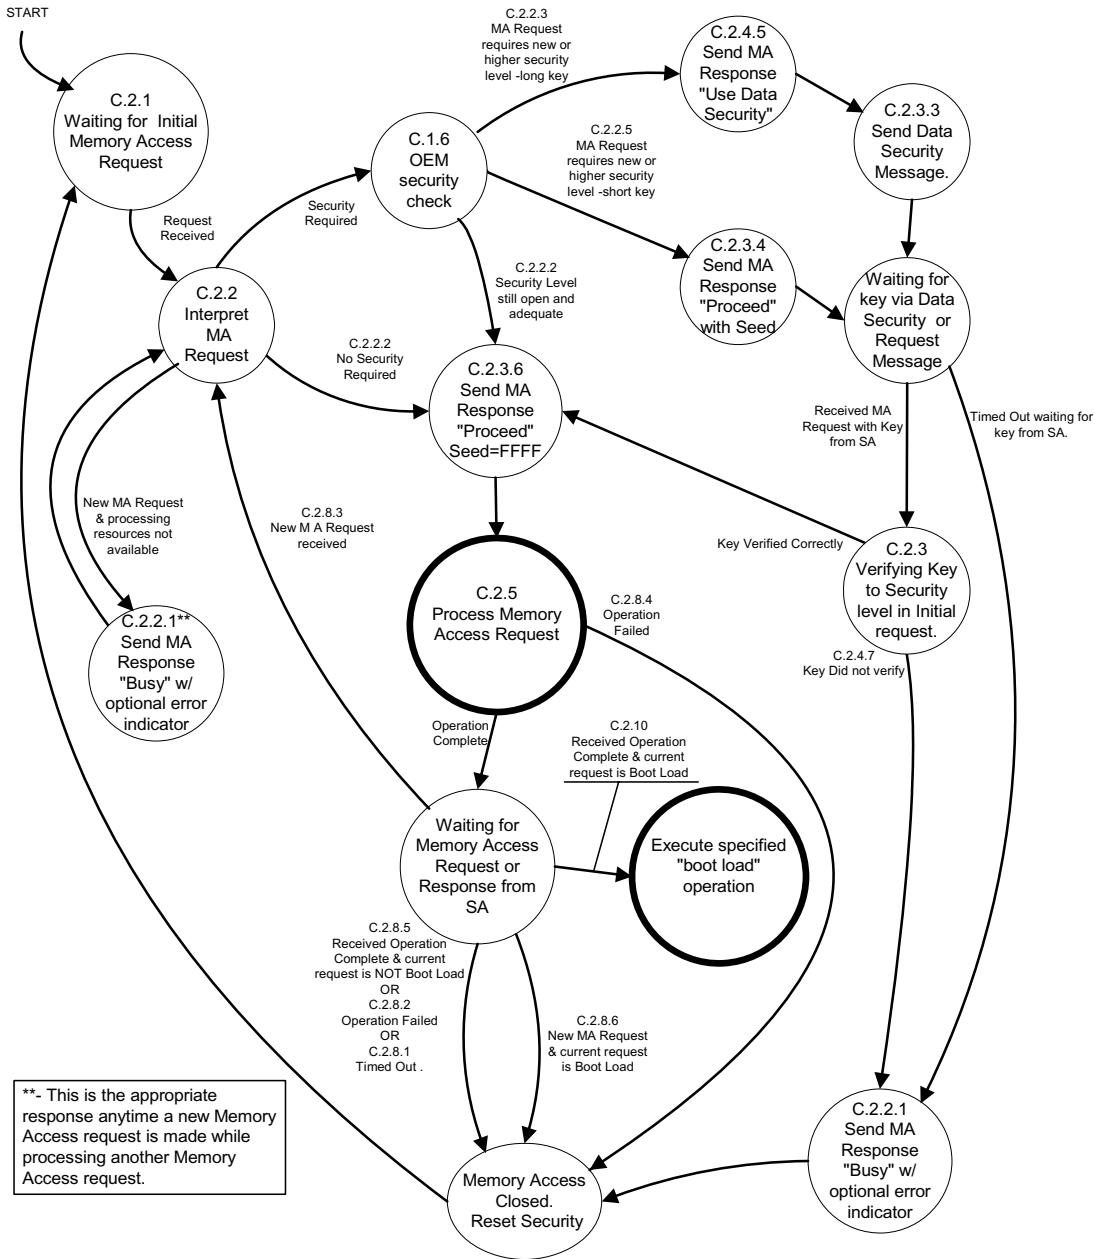 START
C.2.1
Waiting for Initial
Memory Access
Request
Request
Received
C.2.2
Interpret
MA
Request
Security
Required
C.1.6
OEM
security
check
C.2.2.3
MA Request
requires new or
higher security
level -long key
C.2.4.5
Send MA
Response
"Use Data
Security"
C.2.3.3
Send Data
Security
Message.
C.2.2.5
MA Request
requires new or
higher security
level -short key
C.2.3.4
Send MA
Response
"Proceed"
with Seed
Waiting for
key via Data
Security or
Request
Message
C.2.2.2
Security Level
still open and
adequate
C.2.2.2
No Security
Required
C.2.3.6
Send MA
Response
"Proceed"
Seed=FFFF
Received MA
Request with Key
from SA
Timed Out waiting for
key from SA.
New MA Request
& processing
resources not
available
C.2.8.3
New M A Request
received
Key Verified Correctly
C.2.3
Verifying Key
to Security
level in Initial
request.
C.2.2.1**
Send MA
Response
"Busy" w/
optional error
indicator
C.2.5
Process Memory
Access Request
C.2.8.4
Operation
Failed
C.2.4.7
Key Did not verify
Operation
Complete
C.2.10
Received Operation
Complete & current
request is Boot Load
Waiting for
Memory Access
Request or
Response from
SA
Execute specified
"boot load"
operation
C.2.8.5
Received Operation
Complete & current
request is NOT Boot Load
OR
C.2.8.2
Operation Failed
OR
C.2.8.1
Timed Out .
C.2.8.6
New MA Request
& current request
is Boot Load
**- This is the appropriate
response anytime a new Memory
Access request is made while
processing another Memory
Access request.
Memory Access
Closed.
Reset Security
C.2.2.1
Send MA
Response
"Busy" w/
optional error
indicator